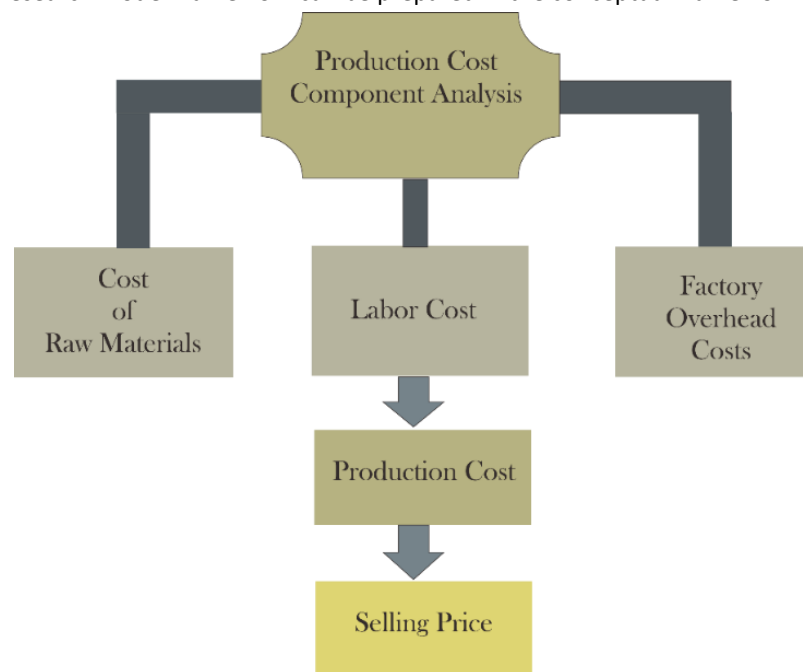 Production Cost
Component Analysis
Cost
of
Raw Materials
Labor Cost
Factory
Overhead
Costs
Production Cost
Selling Price